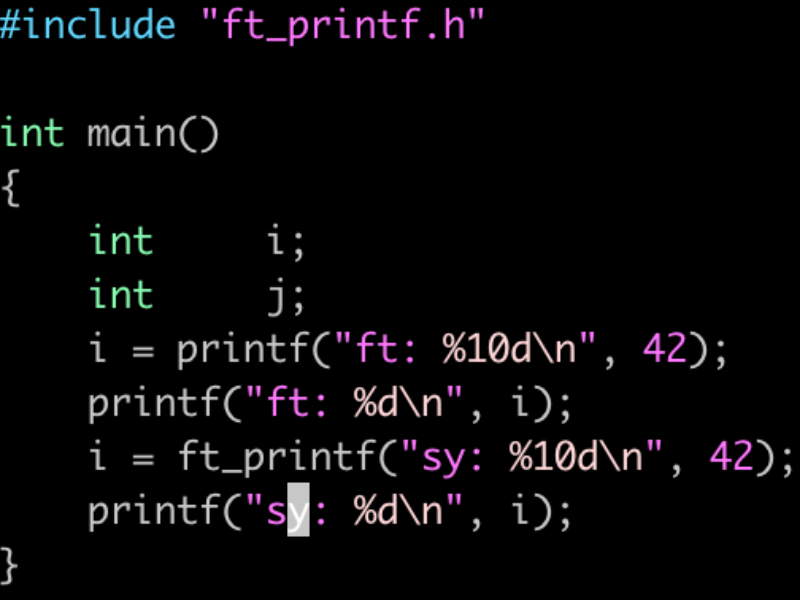 #include "ft_printf.h"
int main()
{
int i;
int j;
i = printf("ft: %10d\n", 42);
printf("ft: %d\n", i);
i = ft_printf("sy: %10d\n", 42);
printf("sy: %d\n", i);
}